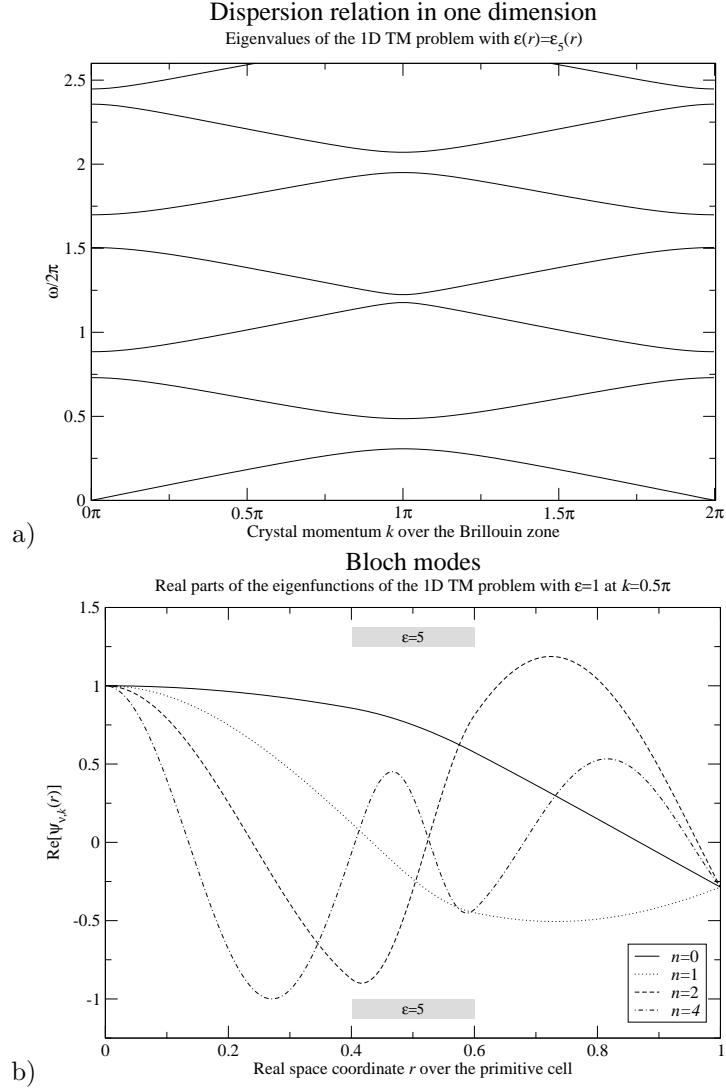 Dispersion relation in one dimension
Eigenvalues of the 1D TM problem with ε(r)=ε₅(r)
2.5
2
1.5
1
0.5
0
ω/2π
0π
0.5π
1π
1.5π
2π
Crystal momentum k over the Brillouin zone
a)
Bloch modes
Real parts of the eigenfunctions of the 1D TM problem with ε=1 at k=0.5π
1.5
1
0.5
0
-0.5
-1
Re[ψᵥ,ₖ(r)]
ε=5
ε=5
n=0
n=1
n=2
n=4
0
0.2
0.4
0.6
0.8
1
Real space coordinate r over the primitive cell
b)